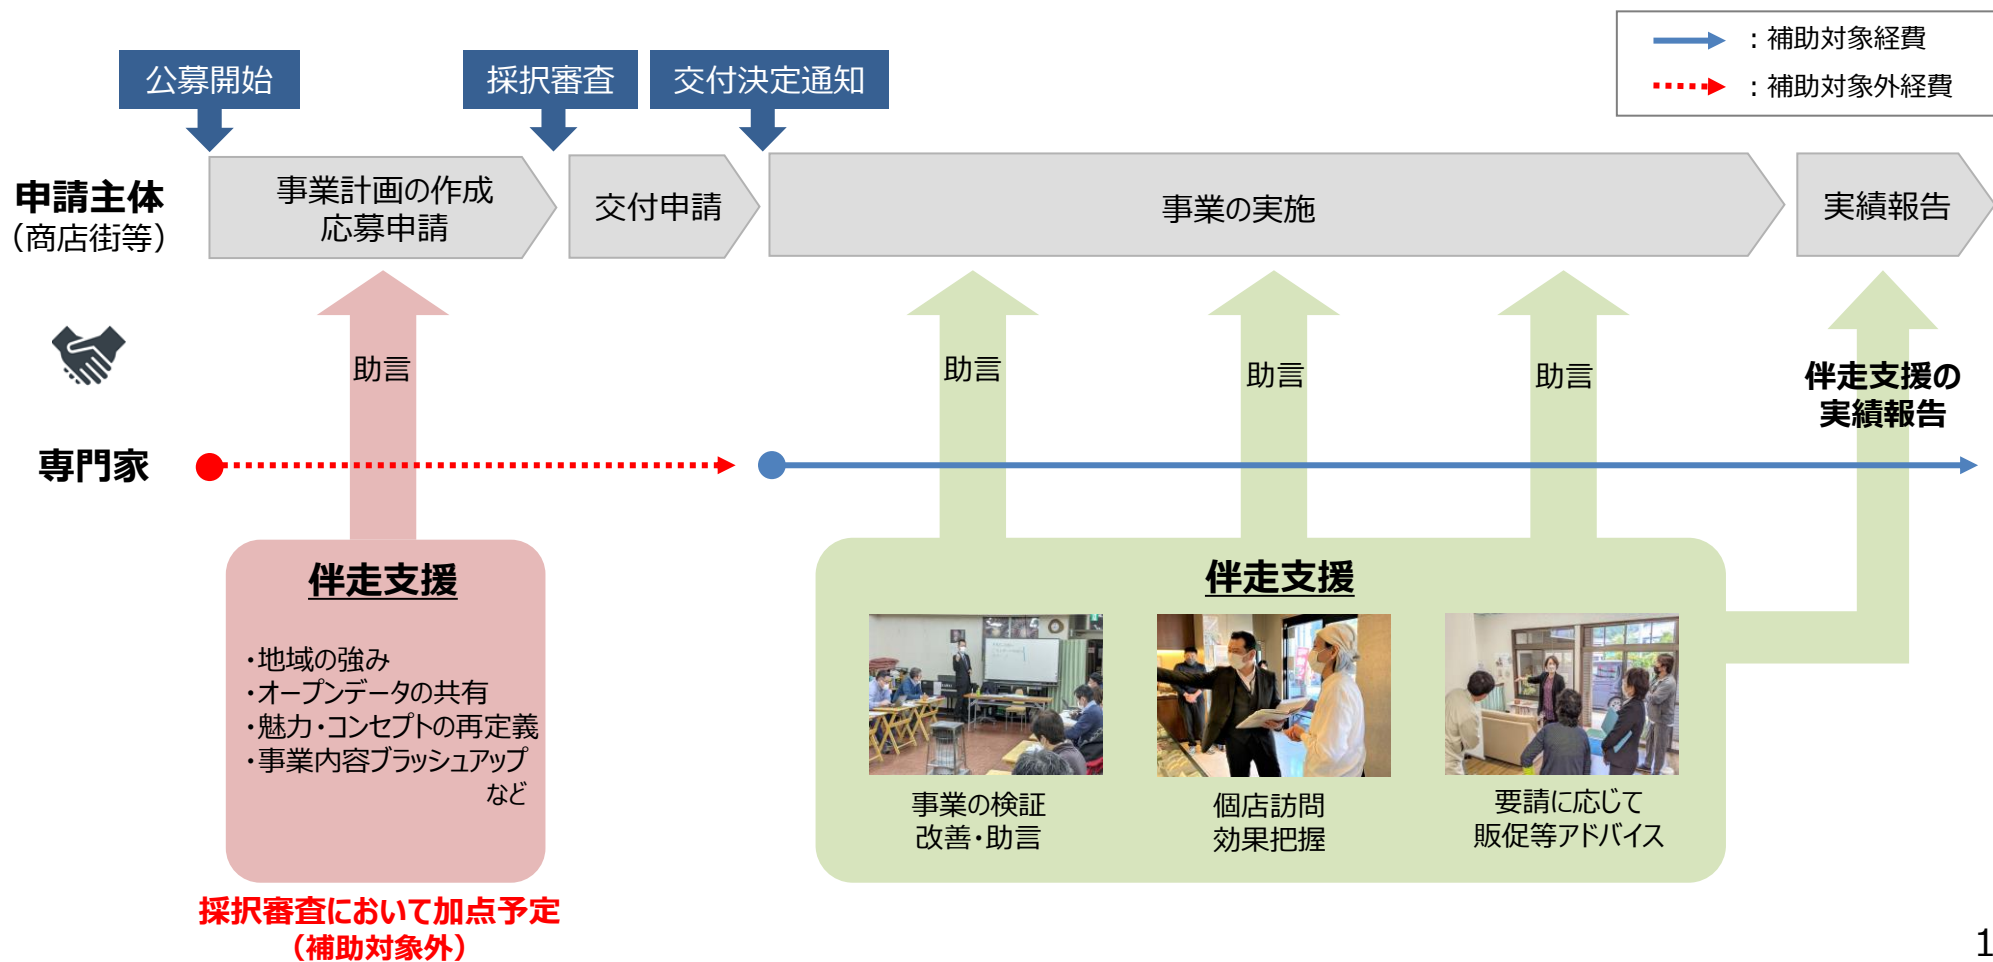 ：補助対象経費
：補助対象外経費
公募開始
採択審査
交付決定通知
申請主体
（商店街等）
事業計画の作成
応募申請
交付申請
事業の実施
実績報告
助言
助言
助言
助言
伴走支援の
実績報告
専門家
伴走支援
・地域の強み
・オープンデータの共有
・魅力・コンセプトの再定義
・事業内容ブラッシュアップ
など
採択審査において加点予定
（補助対象外）
伴走支援
事業の検証
改善・助言
個店訪問
効果把握
要請に応じて
販促等アドバイス
1